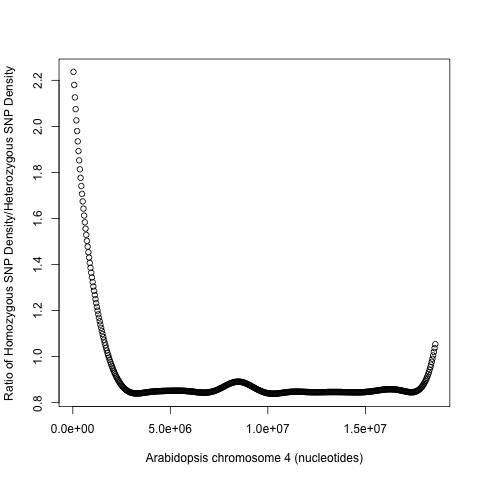 Ratio of Homozygous SNP Density/Heterozygous SNP Density
2.2
2.0
1.8
1.6
1.4
1.2
1.0
0.8
0.0e+00 5.0e+06 1.0e+07 1.5e+07
Arabidopsis chromosome 4 (nucleotides)